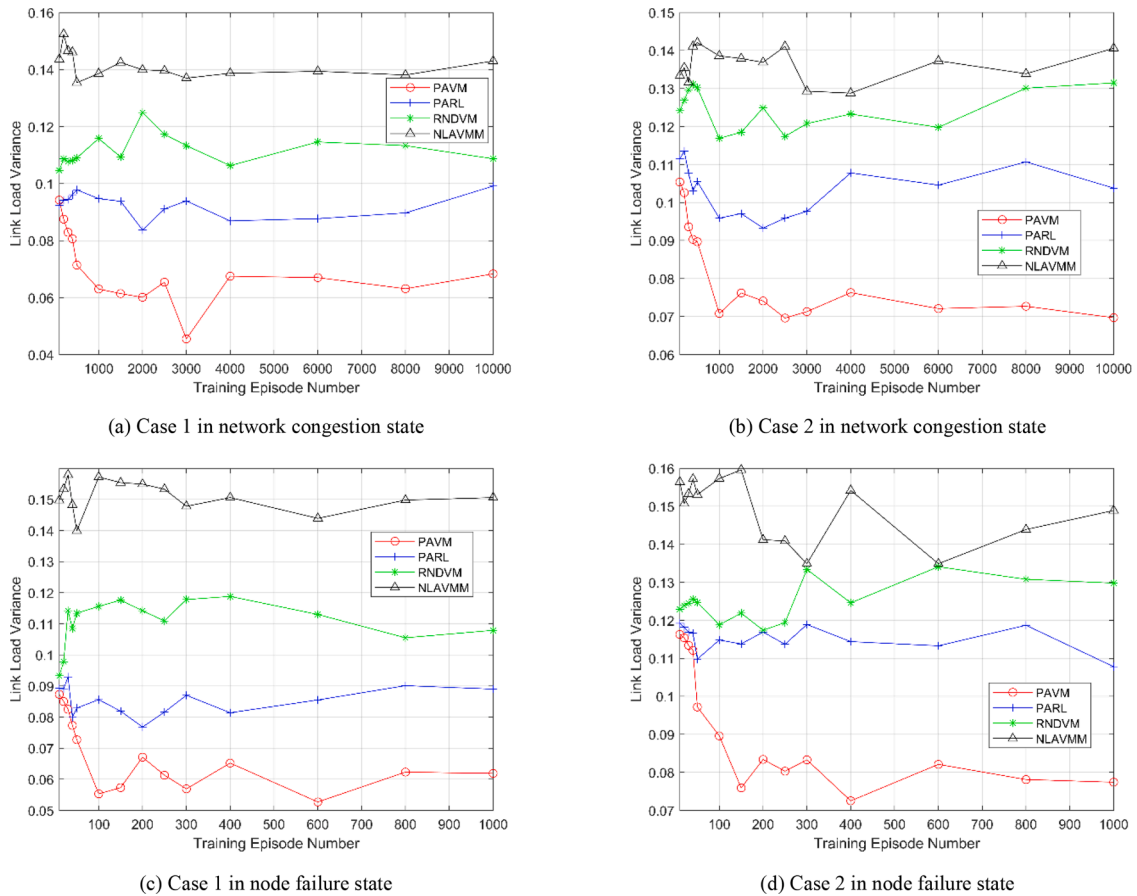 0.16
0.14
0.12
0.1
0.08
0.06
0.04
Link Load Variance
PAVM
PARL
RNDVM
NLAVMM
1000 2000 3000 4000 5000 6000 7000 8000 9000 10000
Training Episode Number
(a) Case 1 in network congestion state
0.15
0.14
0.13
0.12
0.11
0.1
0.09
0.08
0.07
0.06
Link Load Variance
PAVM
PARL
RNDVM
NLAVMM
1000 2000 3000 4000 5000 6000 7000 8000 9000 10000
Training Episode Number
(b) Case 2 in network congestion state
0.15
0.14
0.13
0.12
0.11
0.1
0.09
0.08
0.07
0.06
0.05
Link Load Variance
PAVM
PARL
RNDVM
NLAVMM
100 200 300 400 500 600 700 800 900 1000
Training Episode Number
(c) Case 1 in node failure state
0.16
0.15
0.14
0.13
0.12
0.11
0.1
0.09
0.08
0.07
Link Load Variance
PAVM
PARL
RNDVM
NLAVMM
100 200 300 400 500 600 700 800 900 1000
Training Episode Number
(d) Case 2 in node failure state